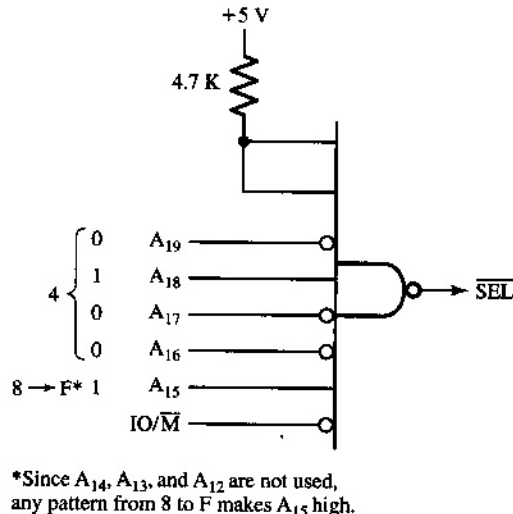 +5 V
4.7 K
0 A₁₉
4 1 A₁₈
0 A₁₇
0 A₁₆
8 → F* 1 A₁₅
IO/M̅
S̅E̅L̅
*Since A₁₄, A₁₃, and A₁₂ are not used,
any pattern from 8 to F makes A₁₅ high.